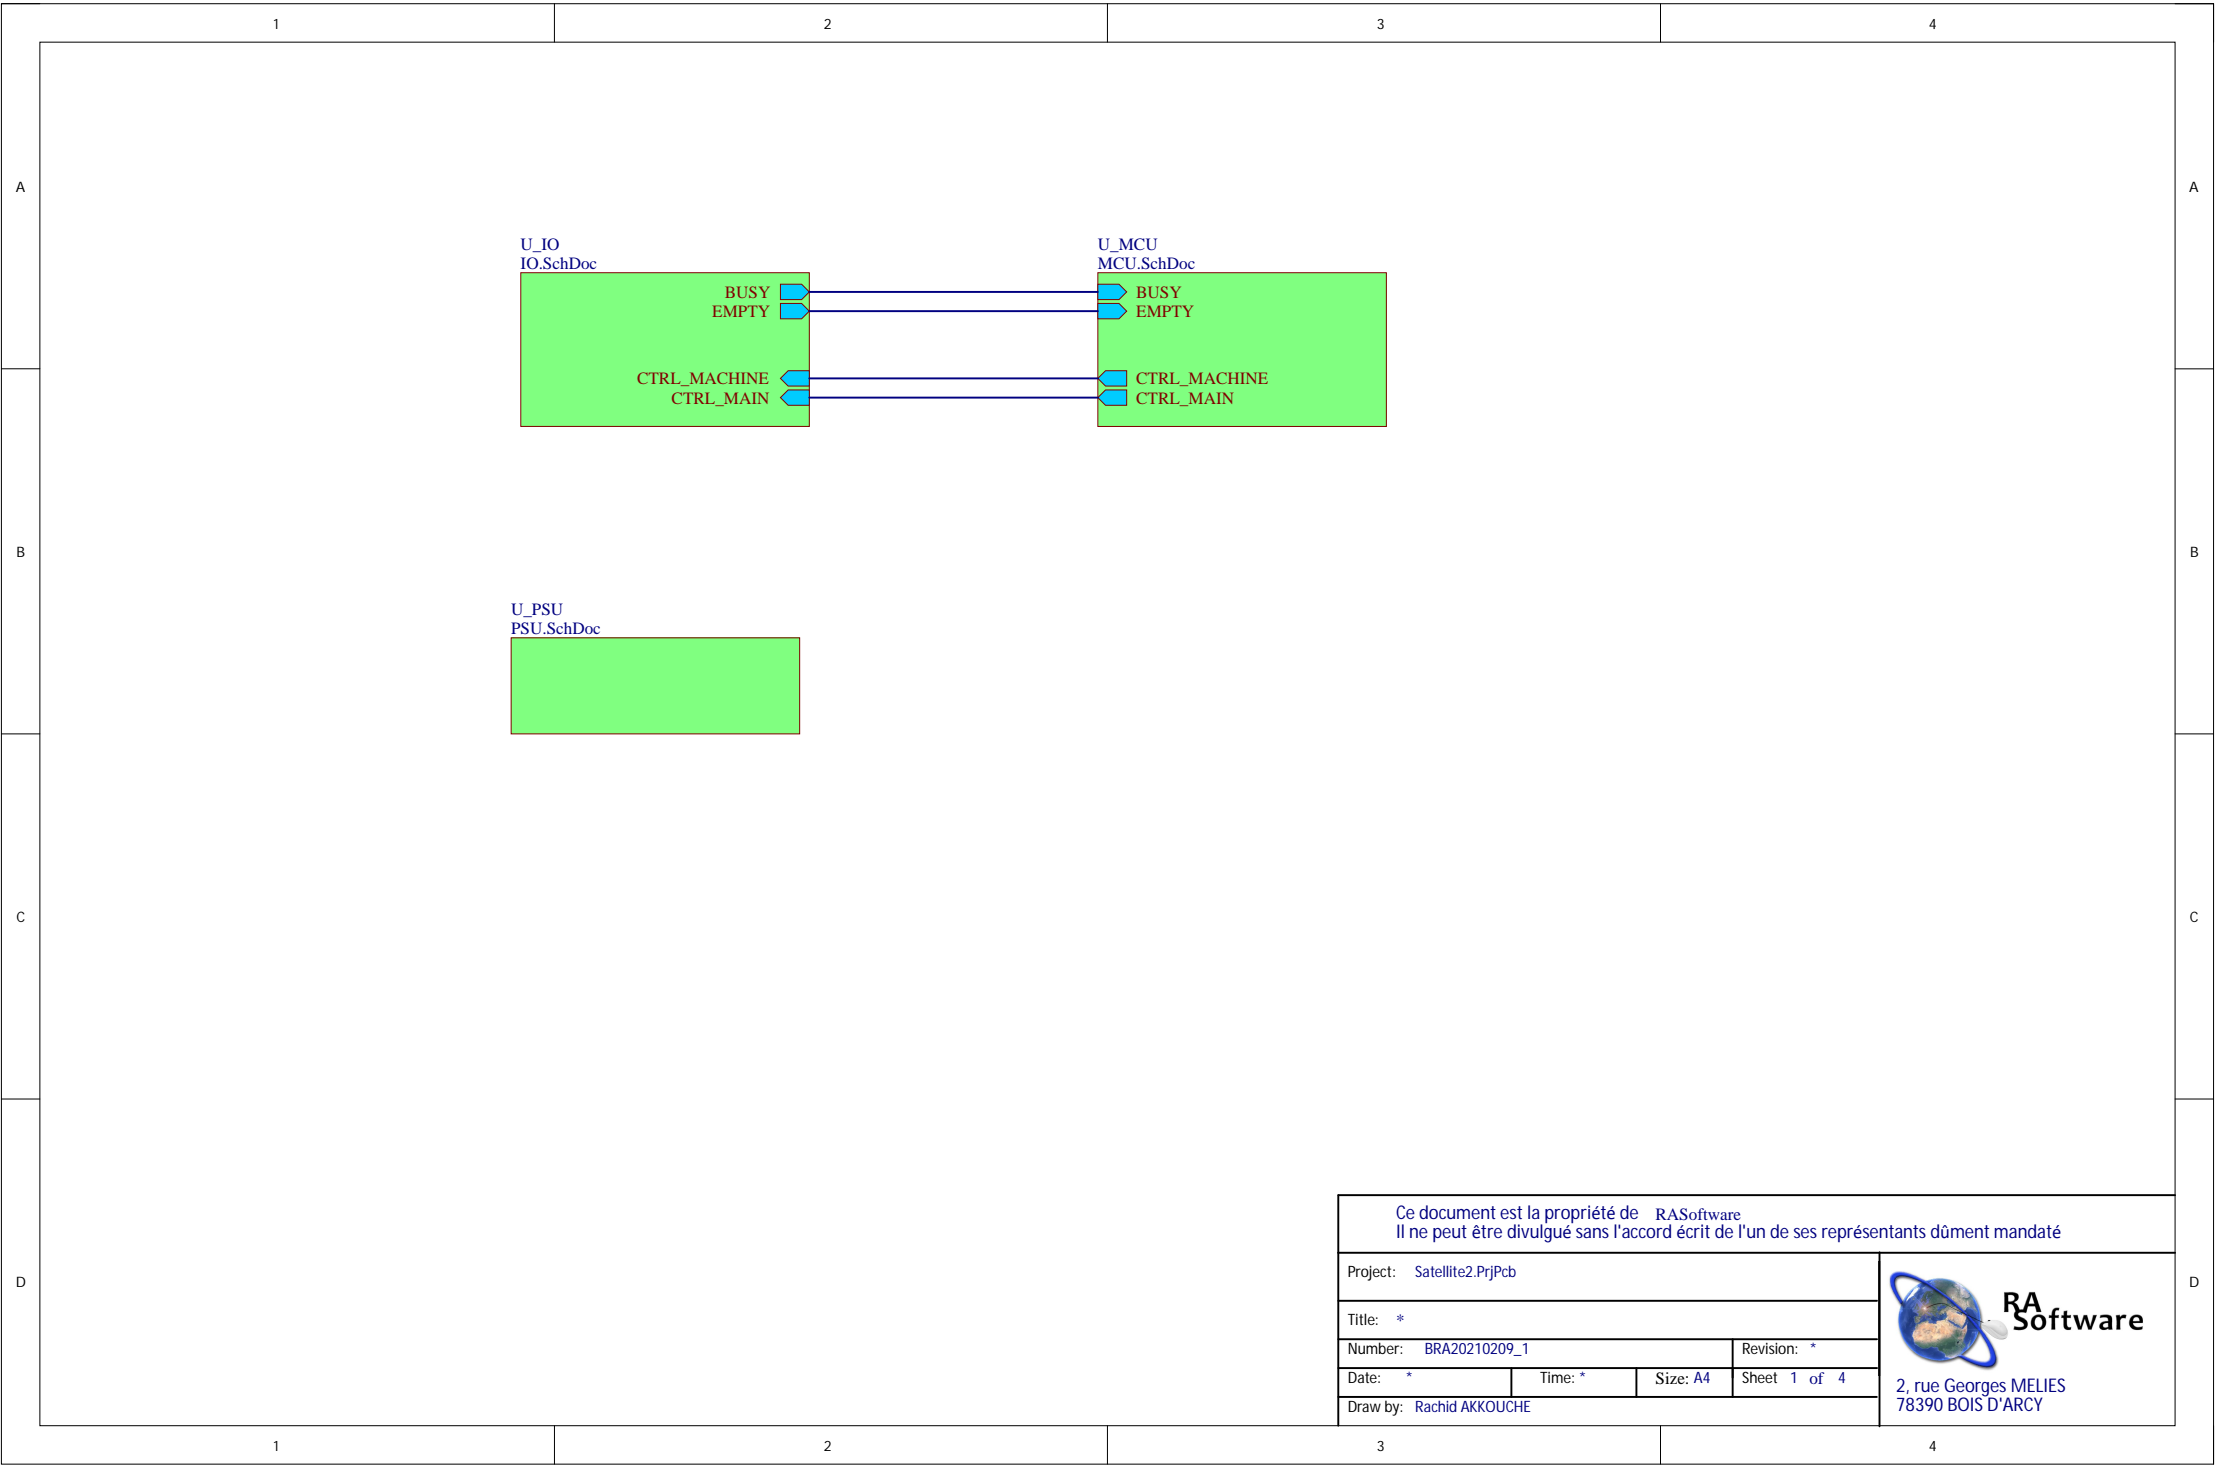 1 2 3 4
A A
U_IO U_MCU
IO.SchDoc MCU.SchDoc
BUSY BUSY
EMPTY EMPTY
CTRL_MACHINE CTRL_MACHINE
CTRL_MAIN CTRL_MAIN
B B
U_PSU
PSU.SchDoc
C C
Ce document est la propriété de RASoftware
Il ne peut être divulgué sans l'accord écrit de l'un de ses représentants dûment mandaté
D D
Project: Satellite2.PrjPcb
RA
Software
Title: *
Number: BRA20210209_1 Revision: *
Date: * Time: * Size: A4 Sheet 1 of 4
Draw by: Rachid AKKOUCHE
2, rue Georges MELIES
78390 BOIS D'ARCY
1 2 3 4